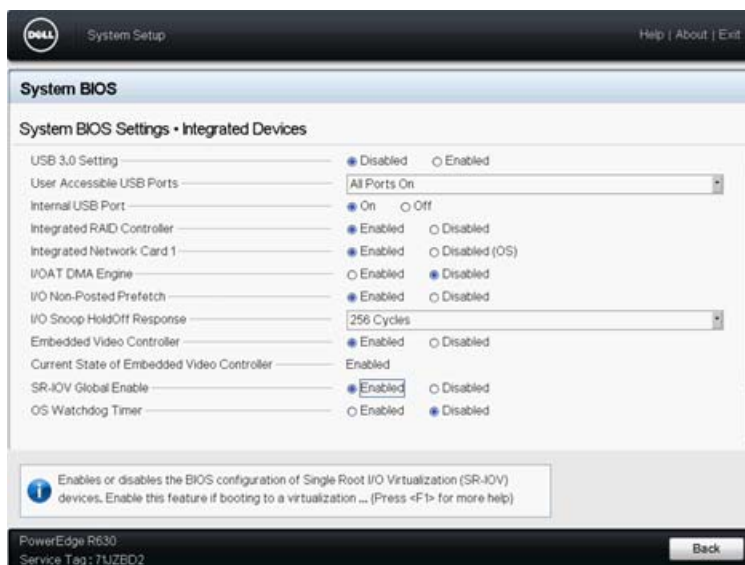 DELL
System Setup
Help | About | Exit
System BIOS
System BIOS Settings • Integrated Devices
USB 3.0 Setting Disabled Enabled
User Accessible USB Ports All Ports On
Internal USB Port On Off
Integrated RAID Controller Enabled Disabled
Integrated Network Card 1 Enabled Disabled (OS)
I/OAT DMA Engine Enabled Disabled
I/O Non-Posted Prefetch Enabled Disabled
I/O Snoop HoldOff Response 256 Cycles
Embedded Video Controller Enabled Disabled
Current State of Embedded Video Controller Enabled
SR-IOV Global Enable Enabled Disabled
OS Watchdog Timer Enabled Disabled
Enables or disables the BIOS configuration of Single Root I/O Virtualization (SR-IOV)
devices. Enable this feature if booting to a virtualization ... (Press <F1> for more help)
PowerEdge R630
Service Tag : 71JZBD2
Back